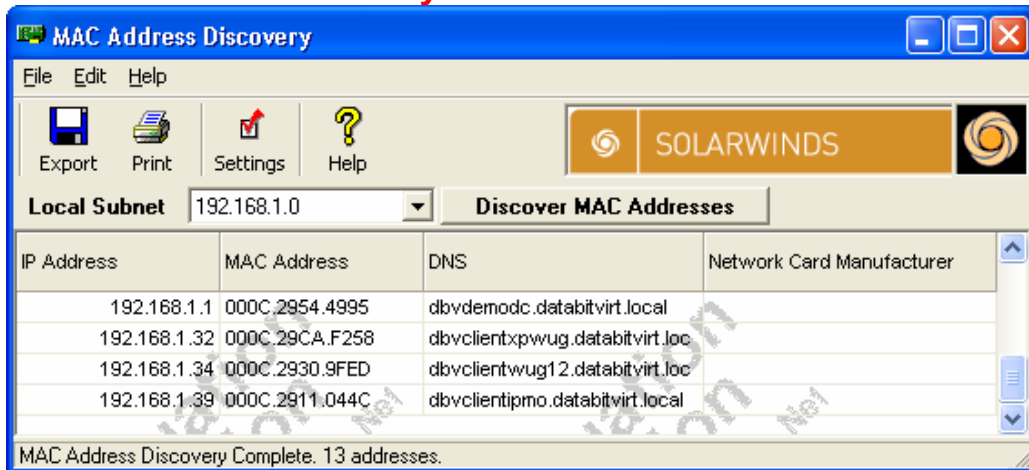 MAC Address Discovery
File Edit Help
Export Print Settings Help
SOLARWINDS
Local Subnet 192.168.1.0 Discover MAC Addresses
IP Address MAC Address DNS Network Card Manufacturer
192.168.1.1 000C.2954.4995 dbvdemodc.databitvirt.local
192.168.1.32 000C.29CA.F258 dbvclientxpwug.databitvirt.loc
192.168.1.34 000C.2930.9FED dbvclientwug12.databitvirt.loc
192.168.1.39 000C.2911.044C dbvclientipmo.databitvirt.local
MAC Address Discovery Complete. 13 addresses.